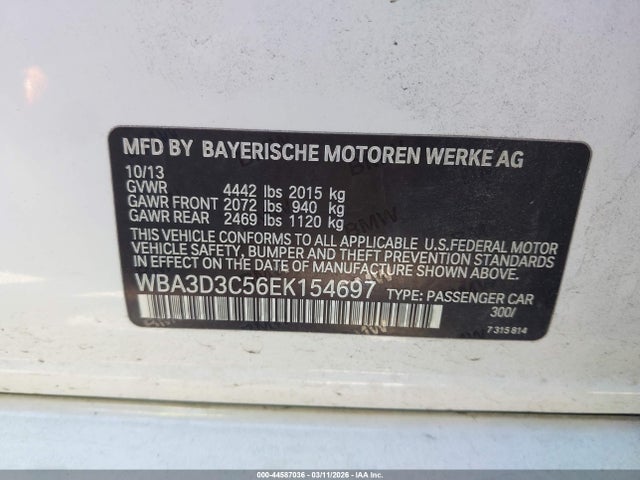 MFD BY BAYERISCHE MOTOREN WERKE AG
10/13
GVWR 4442 lbs 2015 kg
GAWR FRONT 2072 lbs 940 kg
GAWR REAR 2469 lbs 1120 kg
THIS VEHICLE CONFORMS TO ALL APPLICABLE U.S.FEDERAL MOTOR
VEHICLE SAFETY, BUMPER AND THEFT PREVENTION STANDARDS
IN EFFECT ON THE DATE OF MANUFACTURE SHOWN ABOVE.
WBA3D3C56EK154697 TYPE: PASSENGER CAR
300/
7 315 814
000-44587036 - 03/11/2026 - © IAA Inc.